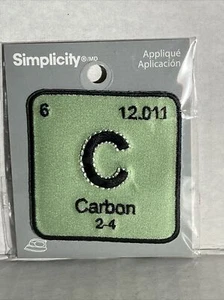 Simplicity®/MD
Appliqué
Aplicación
6 12.011
C
Carbon
2-4